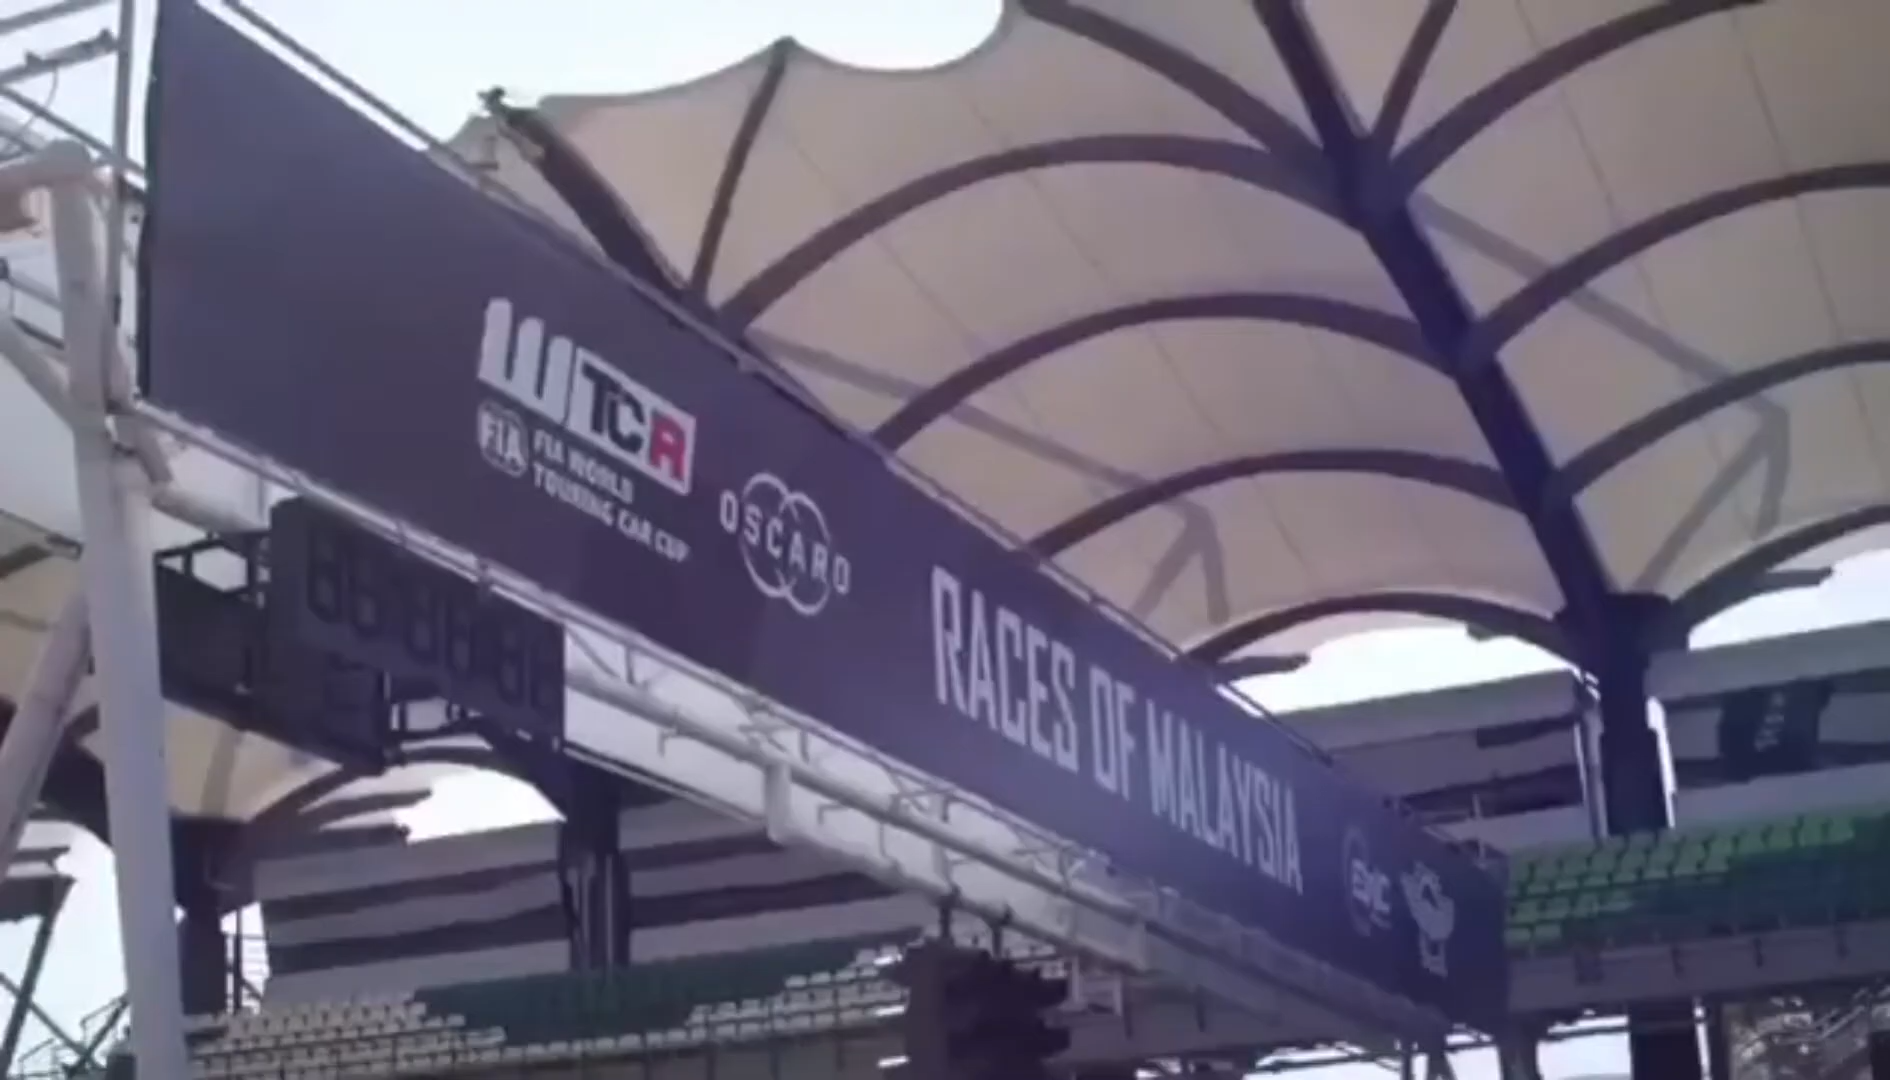 WTCR
FIA
FIA WORLD
TOURING CAR CUP
OSCARO
RACES OF MALAYSIA